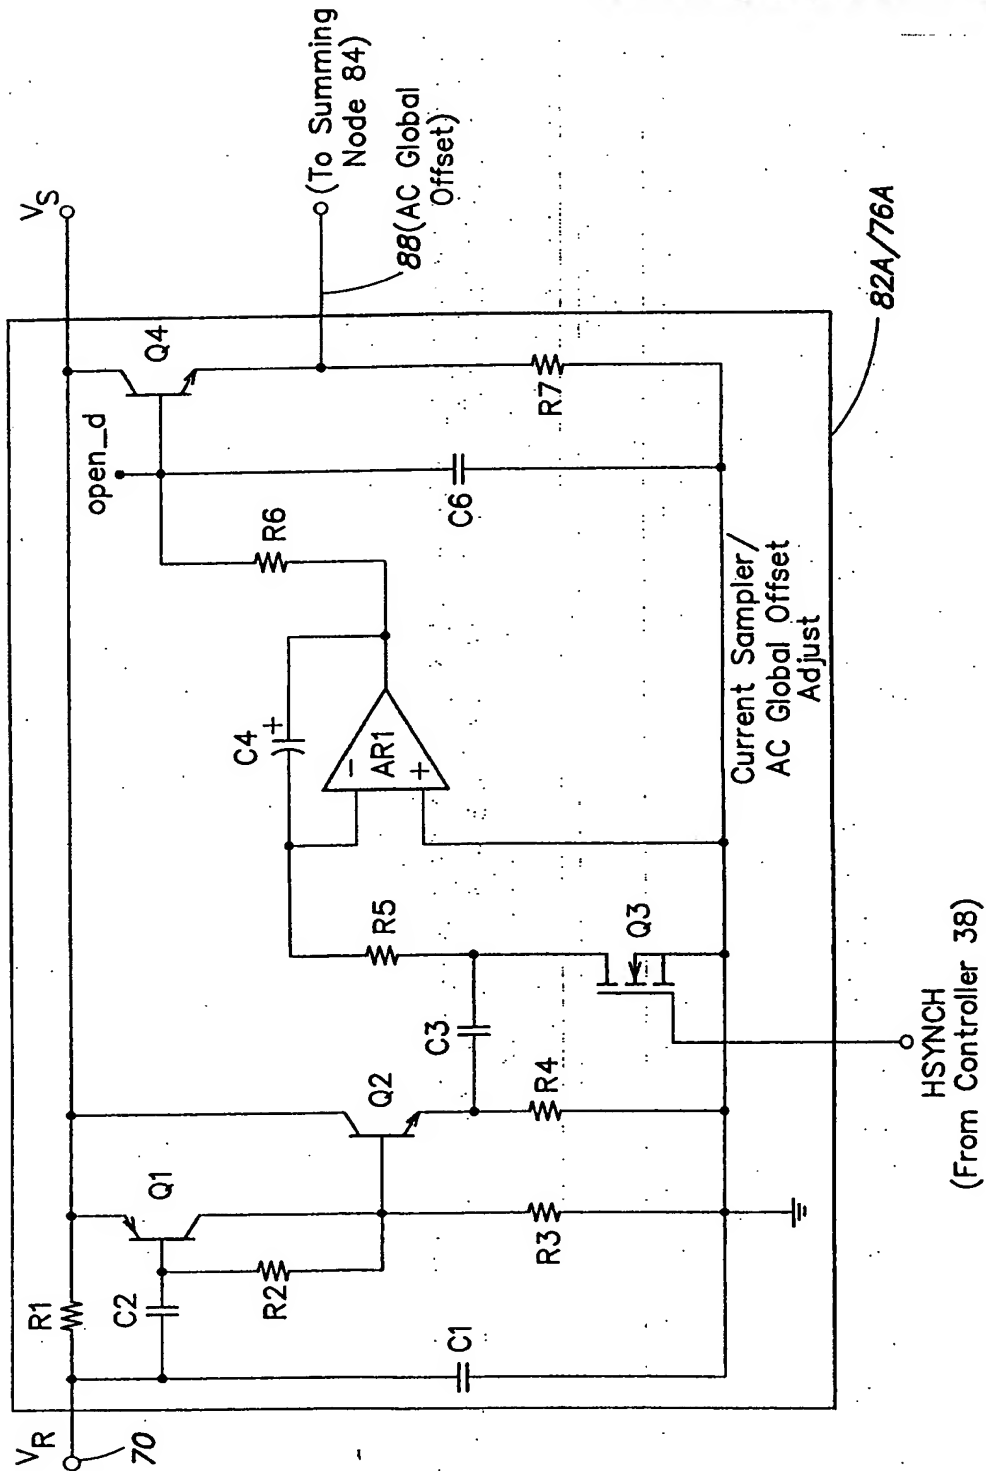 VR
70
R1
C2
Q1
R2
R3
C1
Q2
C3
R4
R5
Q3
HSYNCH
(From Controller 38)
C4
+
−
AR1
+
R6
open_d
Q4
C6
R7
Current Sampler/
AC Global Offset
Adjust
VS
(To Summing
Node 84)
88(AC Global
Offset)
82A/76A